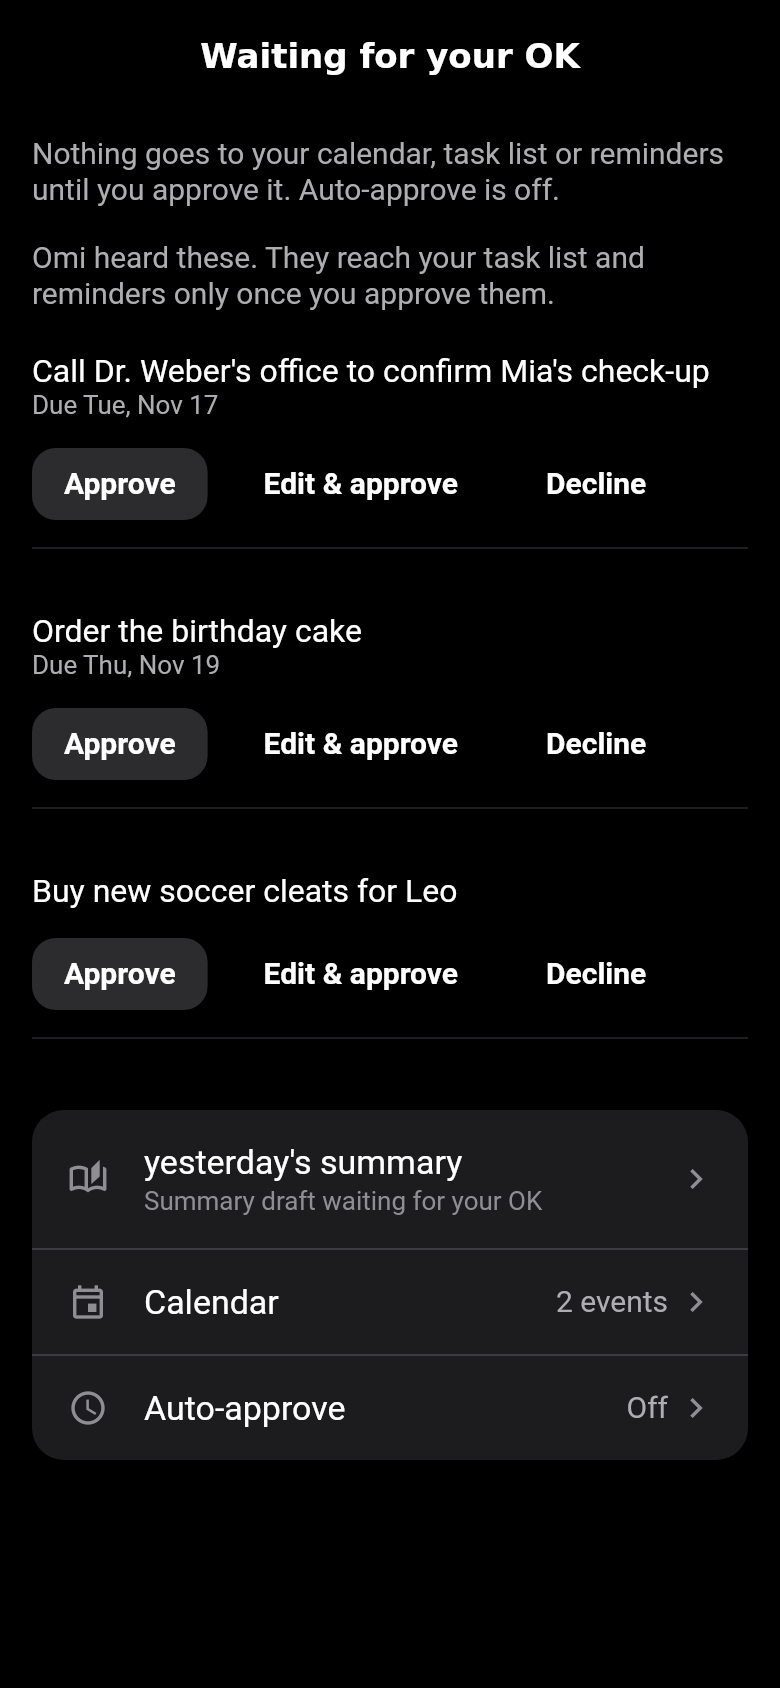 Waiting for your OK
Nothing goes to your calendar, task list or reminders
until you approve it. Auto-approve is off.
Omi heard these. They reach your task list and
reminders only once you approve them.
Call Dr. Weber's office to confirm Mia's check-up
Due Tue, Nov 17
Approve Edit & approve Decline
Order the birthday cake
Due Thu, Nov 19
Approve Edit & approve Decline
Buy new soccer cleats for Leo
Approve Edit & approve Decline
yesterday's summary
Summary draft waiting for your OK
Calendar 2 events
Auto-approve Off